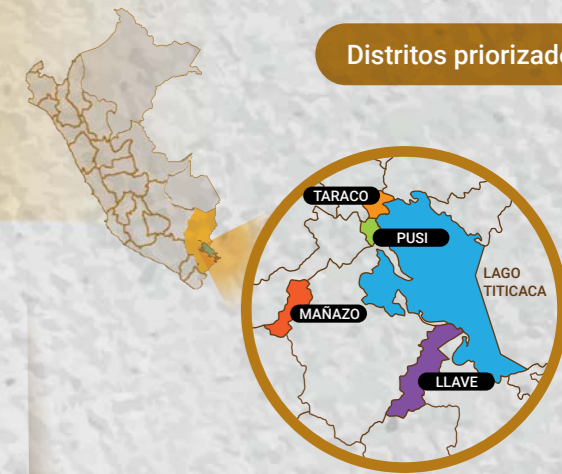 Distritos priorizado
TARACO
PUSI
LAGO
TITICACA
MAÑAZO
LLAVE